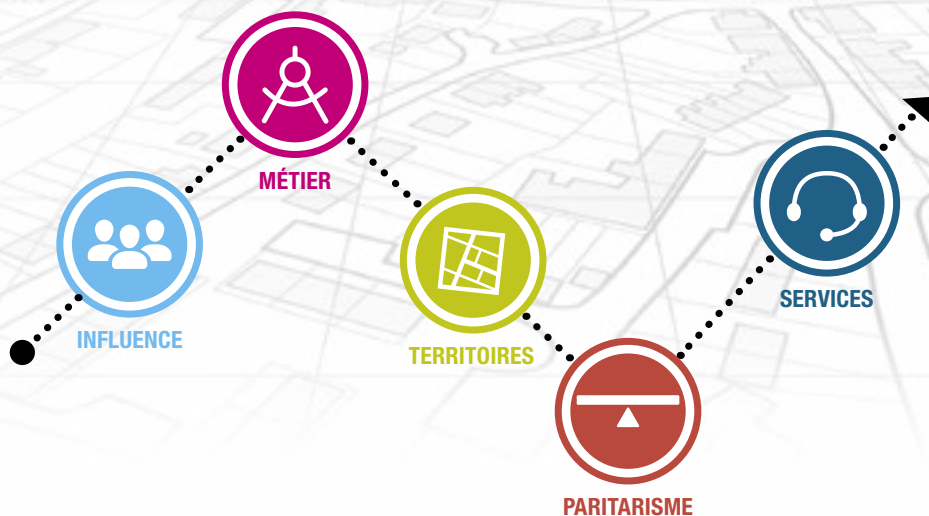 INFLUENCE
MÉTIER
TERRITOIRES
PARITARISME
SERVICES